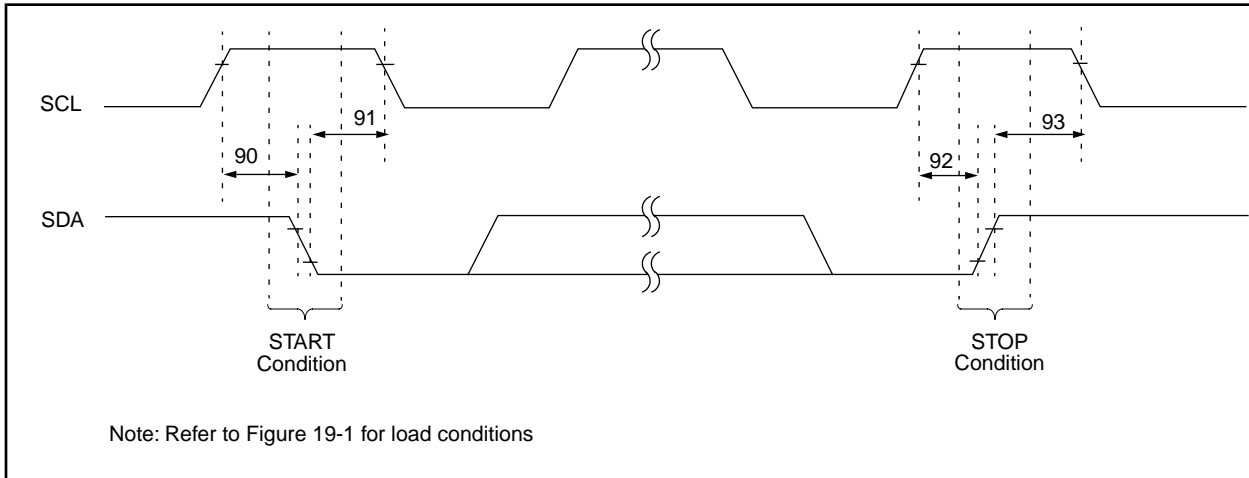 SCL
91
93
90
92
SDA
START
Condition
STOP
Condition
Note: Refer to Figure 19-1 for load conditions